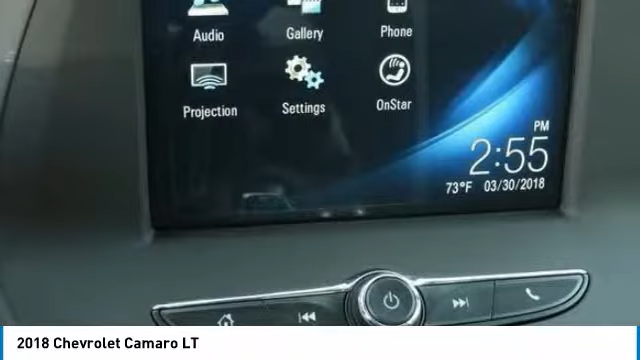 Audio Gallery Phone
Projection Settings OnStar
PM
2:55
73°F 03/30/2018
2018 Chevrolet Camaro LT